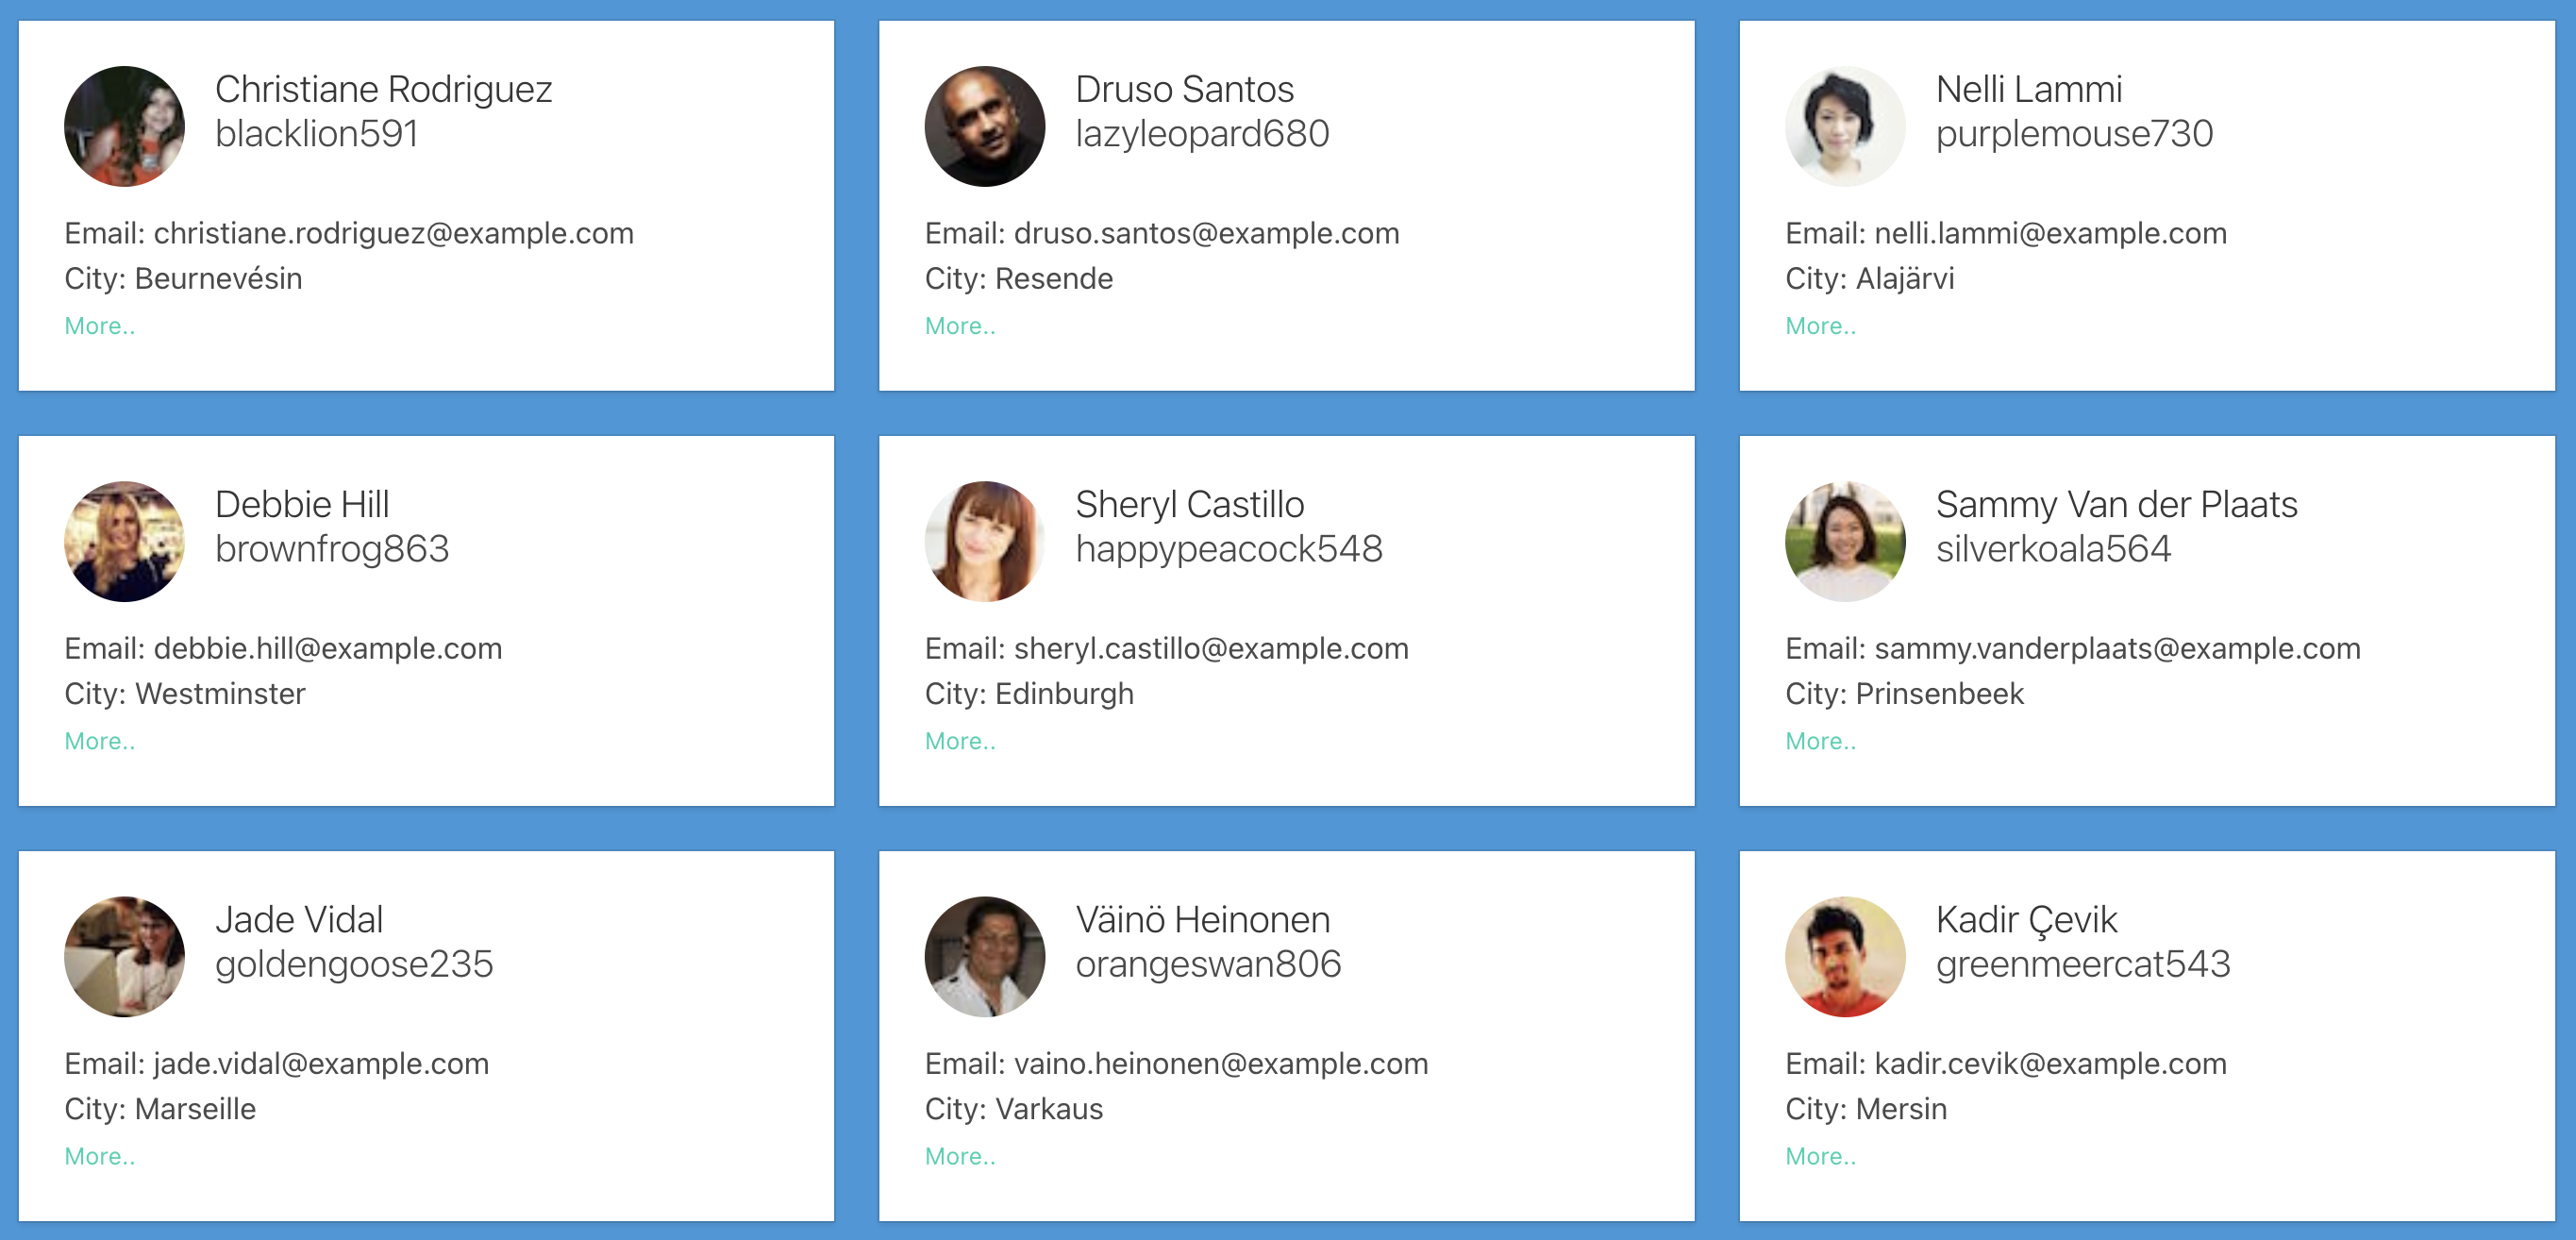 Christiane Rodriguez
blacklion591
Email: christiane.rodriguez@example.com
City: Beurnevésin
More..
Druso Santos
lazyleopard680
Email: druso.santos@example.com
City: Resende
More..
Nelli Lammi
purplemouse730
Email: nelli.lammi@example.com
City: Alajärvi
More..
Debbie Hill
brownfrog863
Email: debbie.hill@example.com
City: Westminster
More..
Sheryl Castillo
happypeacock548
Email: sheryl.castillo@example.com
City: Edinburgh
More..
Sammy Van der Plaats
silverkoala564
Email: sammy.vanderplaats@example.com
City: Prinsenbeek
More..
Jade Vidal
goldengoose235
Email: jade.vidal@example.com
City: Marseille
More..
Väinö Heinonen
orangeswan806
Email: vaino.heinonen@example.com
City: Varkaus
More..
Kadir Çevik
greenmeercat543
Email: kadir.cevik@example.com
City: Mersin
More..